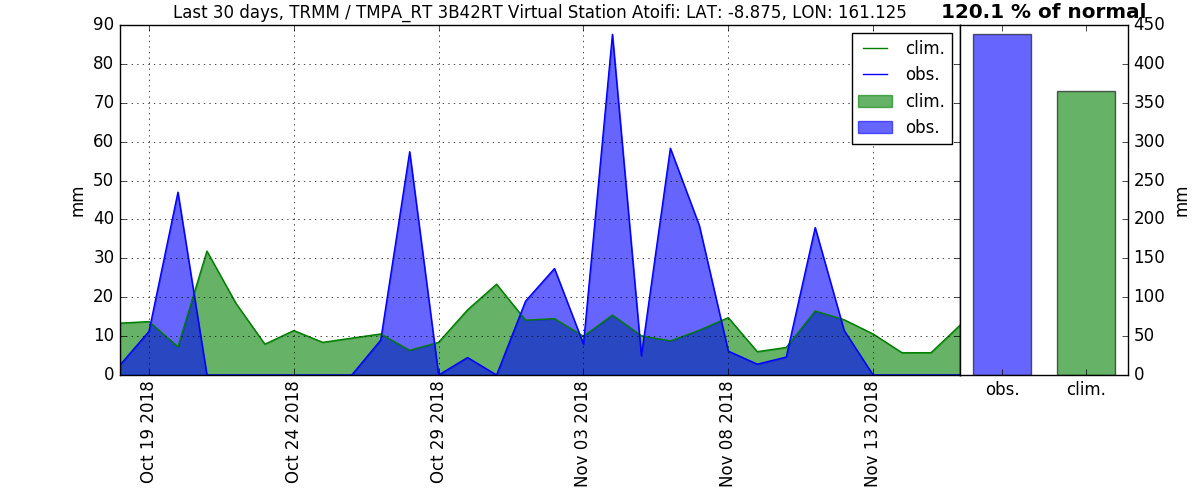 Last 30 days, TRMM / TMPA_RT 3B42RT Virtual Station Atoifi: LAT: -8.875, LON: 161.125
120.1 % of normal
90
80
70
60
50
40
30
20
10
0
mm
clim.
obs.
clim.
obs.
Oct 19 2018
Oct 24 2018
Oct 29 2018
Nov 03 2018
Nov 08 2018
Nov 13 2018
450
400
350
300
250
200
150
100
50
0
mm
obs. clim.